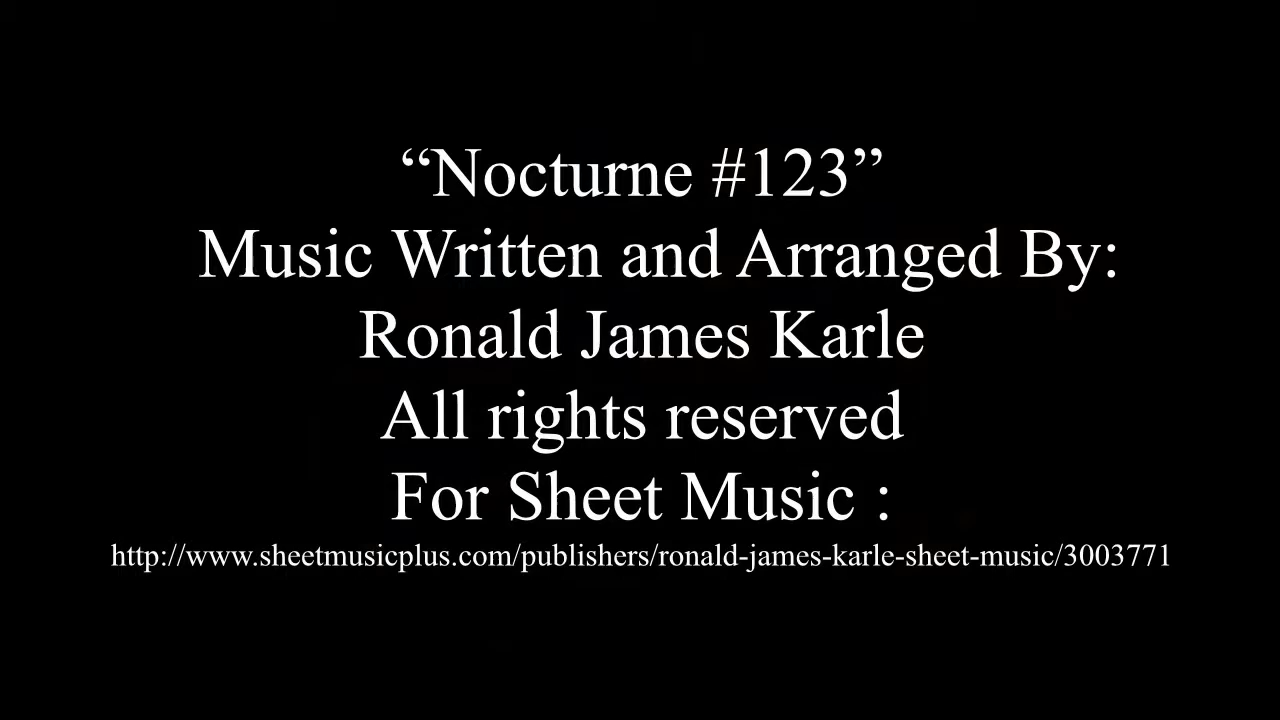 “Nocturne #123”
Music Written and Arranged By:
Ronald James Karle
All rights reserved
For Sheet Music :
http://www.sheetmusicplus.com/publishers/ronald-james-karle-sheet-music/3003771